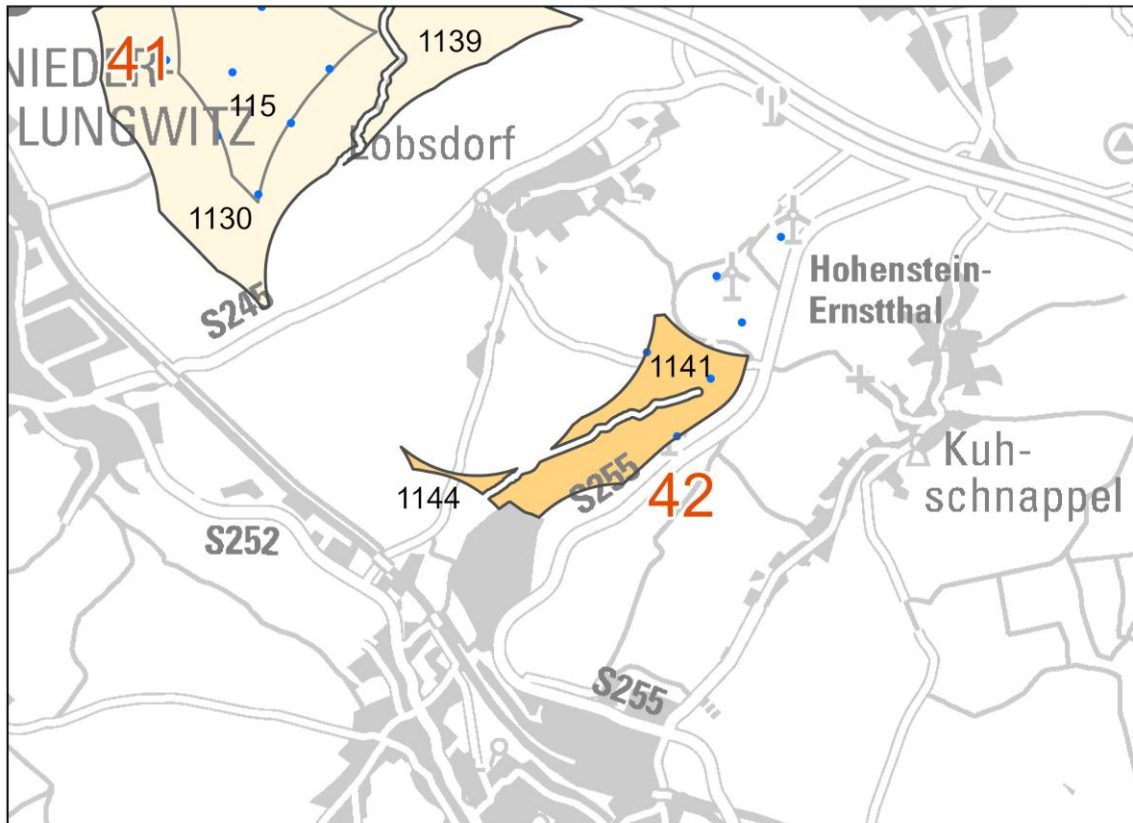 1139
41
NIEDER-
115
LUNGWITZ
Lobsdorf
1130
S245
Hohenstein-
Ernstthal
1141
Kuh-
schnappel
S255
42
1144
S252
S255